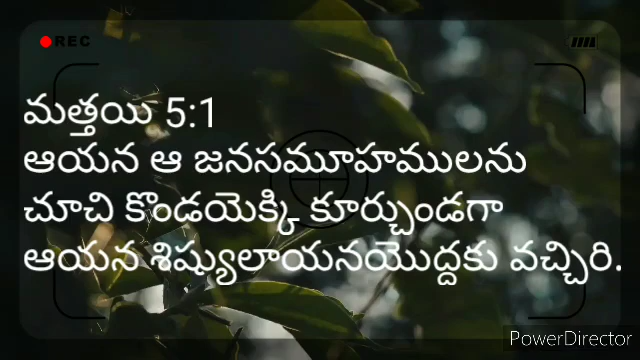 REC
మత్తయి 5:1
ఆయన ఆ జనసమూహములను
చూచి కొండయెక్కి కూర్చుండగా
ఆయన శిష్యులాయనయొద్దకు వచ్చిరి.
PowerDirector